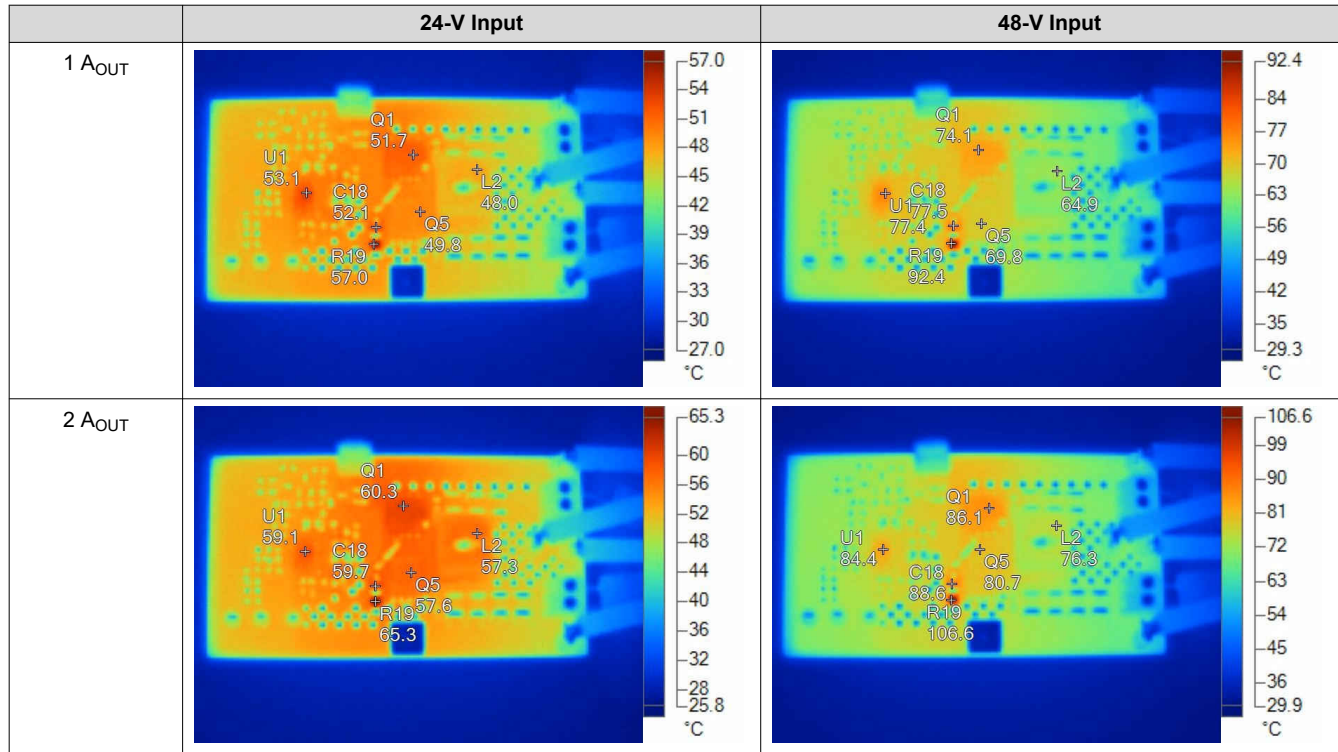 24-V Input
48-V Input
1 AOUT
Q1
51.7
U1
53.1
C18
52.1
L2
48.0
Q5
49.8
R19
57.0
57.0
54
51
48
45
42
39
36
33
30
27.0
°C
Q1
74.1
C18
77.5
U1
77.4
L2
64.9
Q5
69.8
R19
92.4
92.4
84
77
70
63
56
49
42
35
29.3
°C
2 AOUT
Q1
60.3
U1
59.1
C18
59.7
L2
57.3
Q5
57.6
R19
65.3
65.3
60
56
52
48
44
40
36
32
28
25.8
°C
Q1
86.1
U1
84.4
L2
76.3
Q5
80.7
C18
88.6
R19
106.6
106.6
99
90
81
72
63
54
45
36
29.9
°C